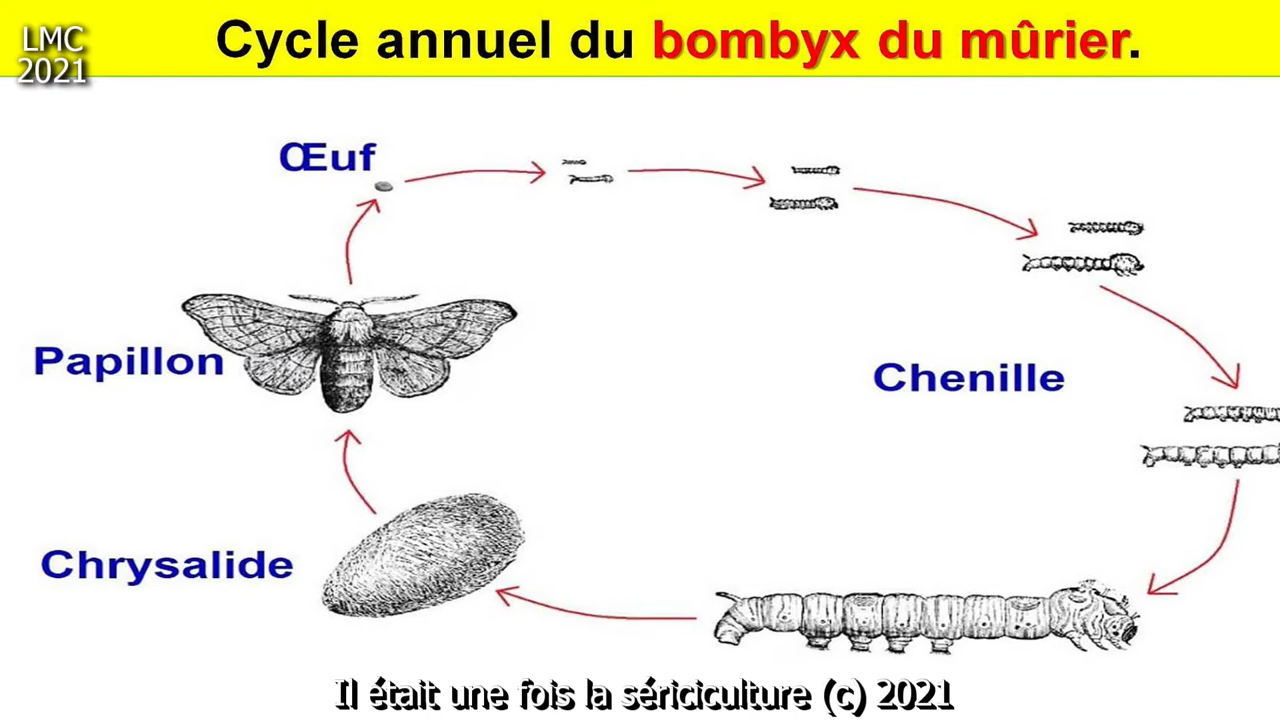 LMC
2021
Cycle annuel du bombyx du mûrier.
Œuf
Papillon
Chenille
Chrysalide
Il était une fois la sériciculture (c) 2021